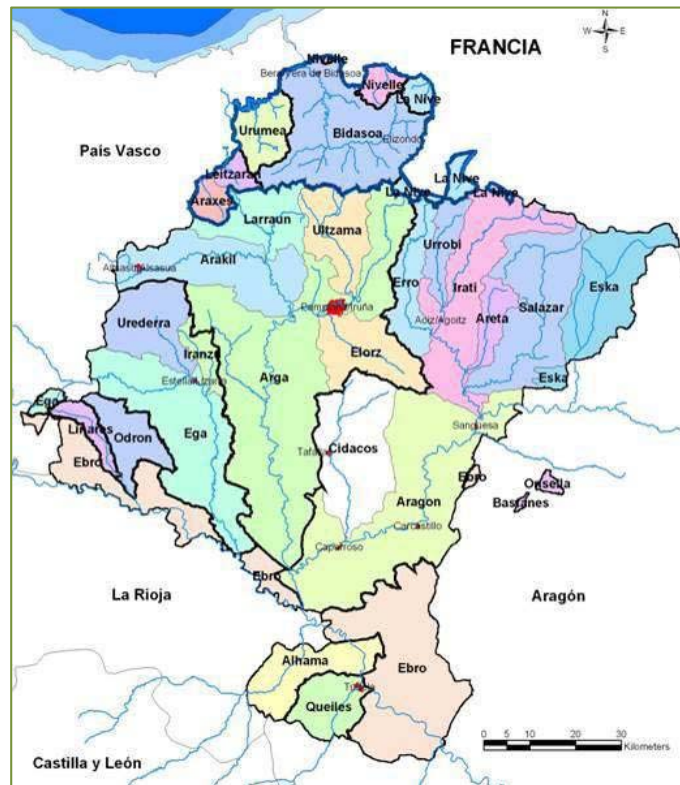 N
W E
S
FRANCIA
Nivelle
Bera/Vera de Bidasoa
Nivelle
La Nive
Urumea
Bidasoa
Elizondo
País Vasco
Leitzaran
La Nive
Araxes
La Nive
La Nive
Larraún
Ultzama
Urrobi
Arakil
Altsasu/Alsasua
Erro
Irati
Eska
Salazar
Pamplona/Iruña
Aoiz/Agoitz
Areta
Urederra
Iranzu
Elorz
Estella/Lizarra
Arga
Eska
Ega
Linares
Odron
Ega
Sangüesa
Cidacos
Tafalla
Ebro
Ebro
Onsella
Aragon
Bastanes
Carcastillo
Caparroso
Ebro
La Rioja
Aragón
Alhama
Ebro
Tudela
Queiles
0 5 10 20 30
Kilometers
Castilla y León